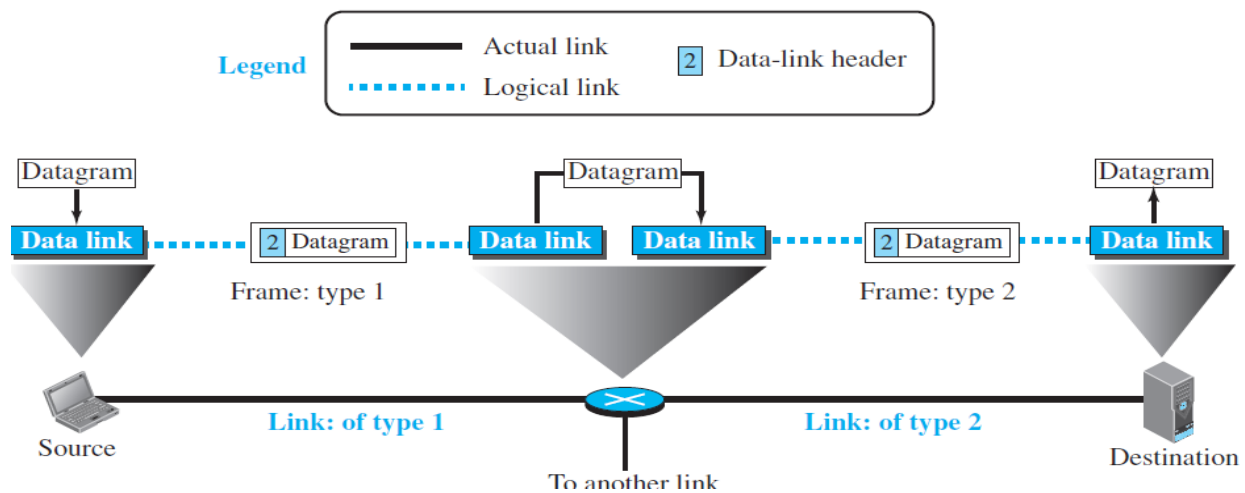 Legend
Actual link
Logical link
2 Data-link header
Datagram
Datagram
Datagram
Data link
2 Datagram
Data link
Data link
2 Datagram
Data link
Frame: type 1
Frame: type 2
Link: of type 1
Link: of type 2
Source
Destination
To another link